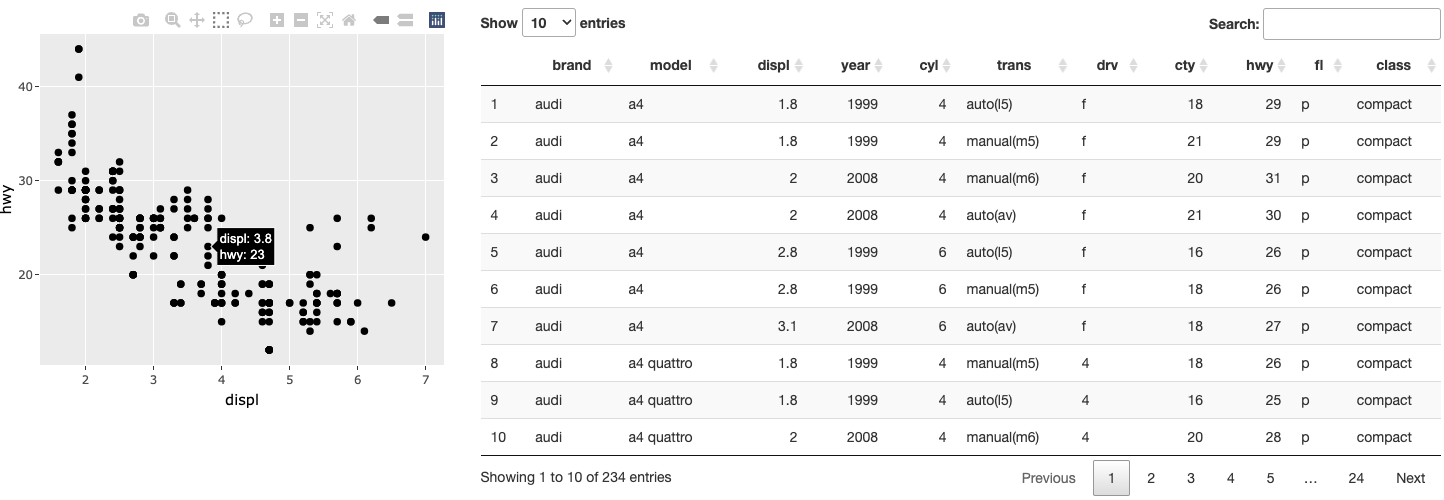 Show 10 entries
Search:
brand model displ year cyl trans drv cty hwy fl class
1 audi a4 1.8 1999 4 auto(l5) f 18 29 p compact
2 audi a4 1.8 1999 4 manual(m5) f 21 29 p compact
3 audi a4 2 2008 4 manual(m6) f 20 31 p compact
4 audi a4 2 2008 4 auto(av) f 21 30 p compact
5 audi a4 2.8 1999 6 auto(l5) f 16 26 p compact
6 audi a4 2.8 1999 6 manual(m5) f 18 26 p compact
7 audi a4 3.1 2008 6 auto(av) f 18 27 p compact
8 audi a4 quattro 1.8 1999 4 manual(m5) 4 18 26 p compact
9 audi a4 quattro 1.8 1999 4 auto(l5) 4 16 25 p compact
10 audi a4 quattro 2 2008 4 manual(m6) 4 20 28 p compact
Showing 1 to 10 of 234 entries
Previous 1 2 3 4 5 … 24 Next
40
30
20
hwy
displ: 3.8
hwy: 23
2 3 4 5 6 7
displ